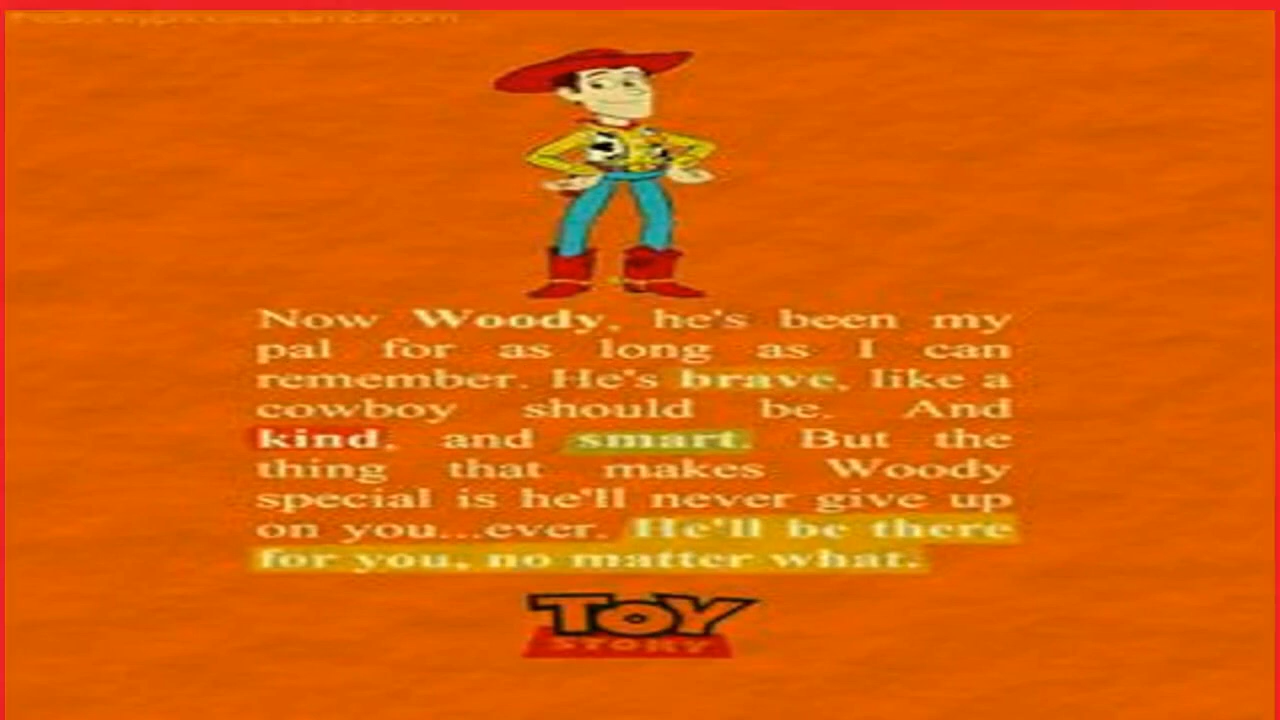 Now Woody, he's been my
pal for as long as I can
remember. He's brave, like a
cowboy should be. And
kind, and smart. But the
thing that makes Woody
special is he'll never give up
on you...ever. He'll be there
for you, no matter what.
TOY
STORY